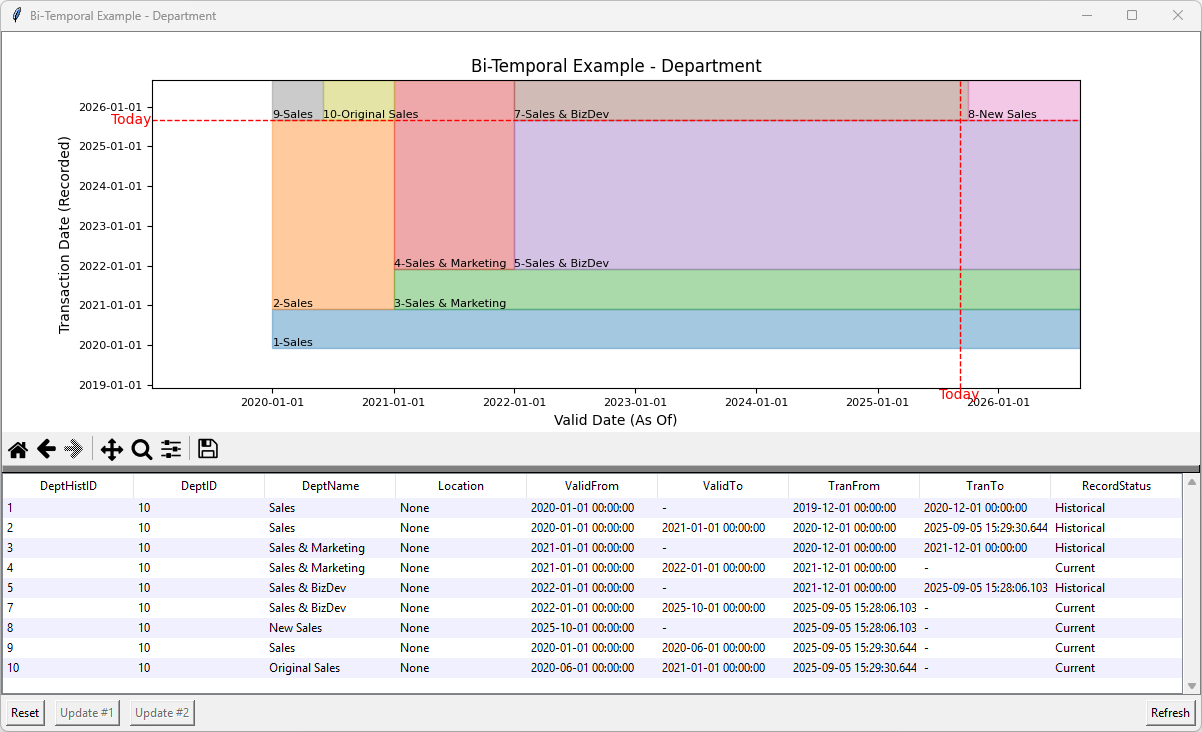 Bi-Temporal Example - Department
Bi-Temporal Example - Department
2026-01-01
2025-01-01
2024-01-01
2023-01-01
2022-01-01
2021-01-01
2020-01-01
2019-01-01
Transaction Date (Recorded)
Today
9-Sales 10-Original Sales 7-Sales & BizDev 8-New Sales
4-Sales & Marketing 5-Sales & BizDev
2-Sales 3-Sales & Marketing
1-Sales
Today
2020-01-01 2021-01-01 2022-01-01 2023-01-01 2024-01-01 2025-01-01 2026-01-01
Valid Date (As Of)
DeptHistID DeptID DeptName Location ValidFrom ValidTo TranFrom TranTo RecordStatus
1 10 Sales None 2020-01-01 00:00:00 - 2019-12-01 00:00:00 2020-12-01 00:00:00 Historical
2 10 Sales None 2020-01-01 00:00:00 2021-01-01 00:00:00 2020-12-01 00:00:00 2025-09-05 15:29:30.644 Historical
3 10 Sales & Marketing None 2021-01-01 00:00:00 - 2020-12-01 00:00:00 2021-12-01 00:00:00 Historical
4 10 Sales & Marketing None 2021-01-01 00:00:00 2022-01-01 00:00:00 2021-12-01 00:00:00 - Current
5 10 Sales & BizDev None 2022-01-01 00:00:00 - 2021-12-01 00:00:00 2025-09-05 15:28:06.103 Historical
7 10 Sales & BizDev None 2022-01-01 00:00:00 2025-10-01 00:00:00 2025-09-05 15:28:06.103 - Current
8 10 New Sales None 2025-10-01 00:00:00 - 2025-09-05 15:28:06.103 - Current
9 10 Sales None 2020-01-01 00:00:00 2020-06-01 00:00:00 2025-09-05 15:29:30.644 - Current
10 10 Original Sales None 2020-06-01 00:00:00 2021-01-01 00:00:00 2025-09-05 15:29:30.644 - Current
Reset Update #1 Update #2 Refresh